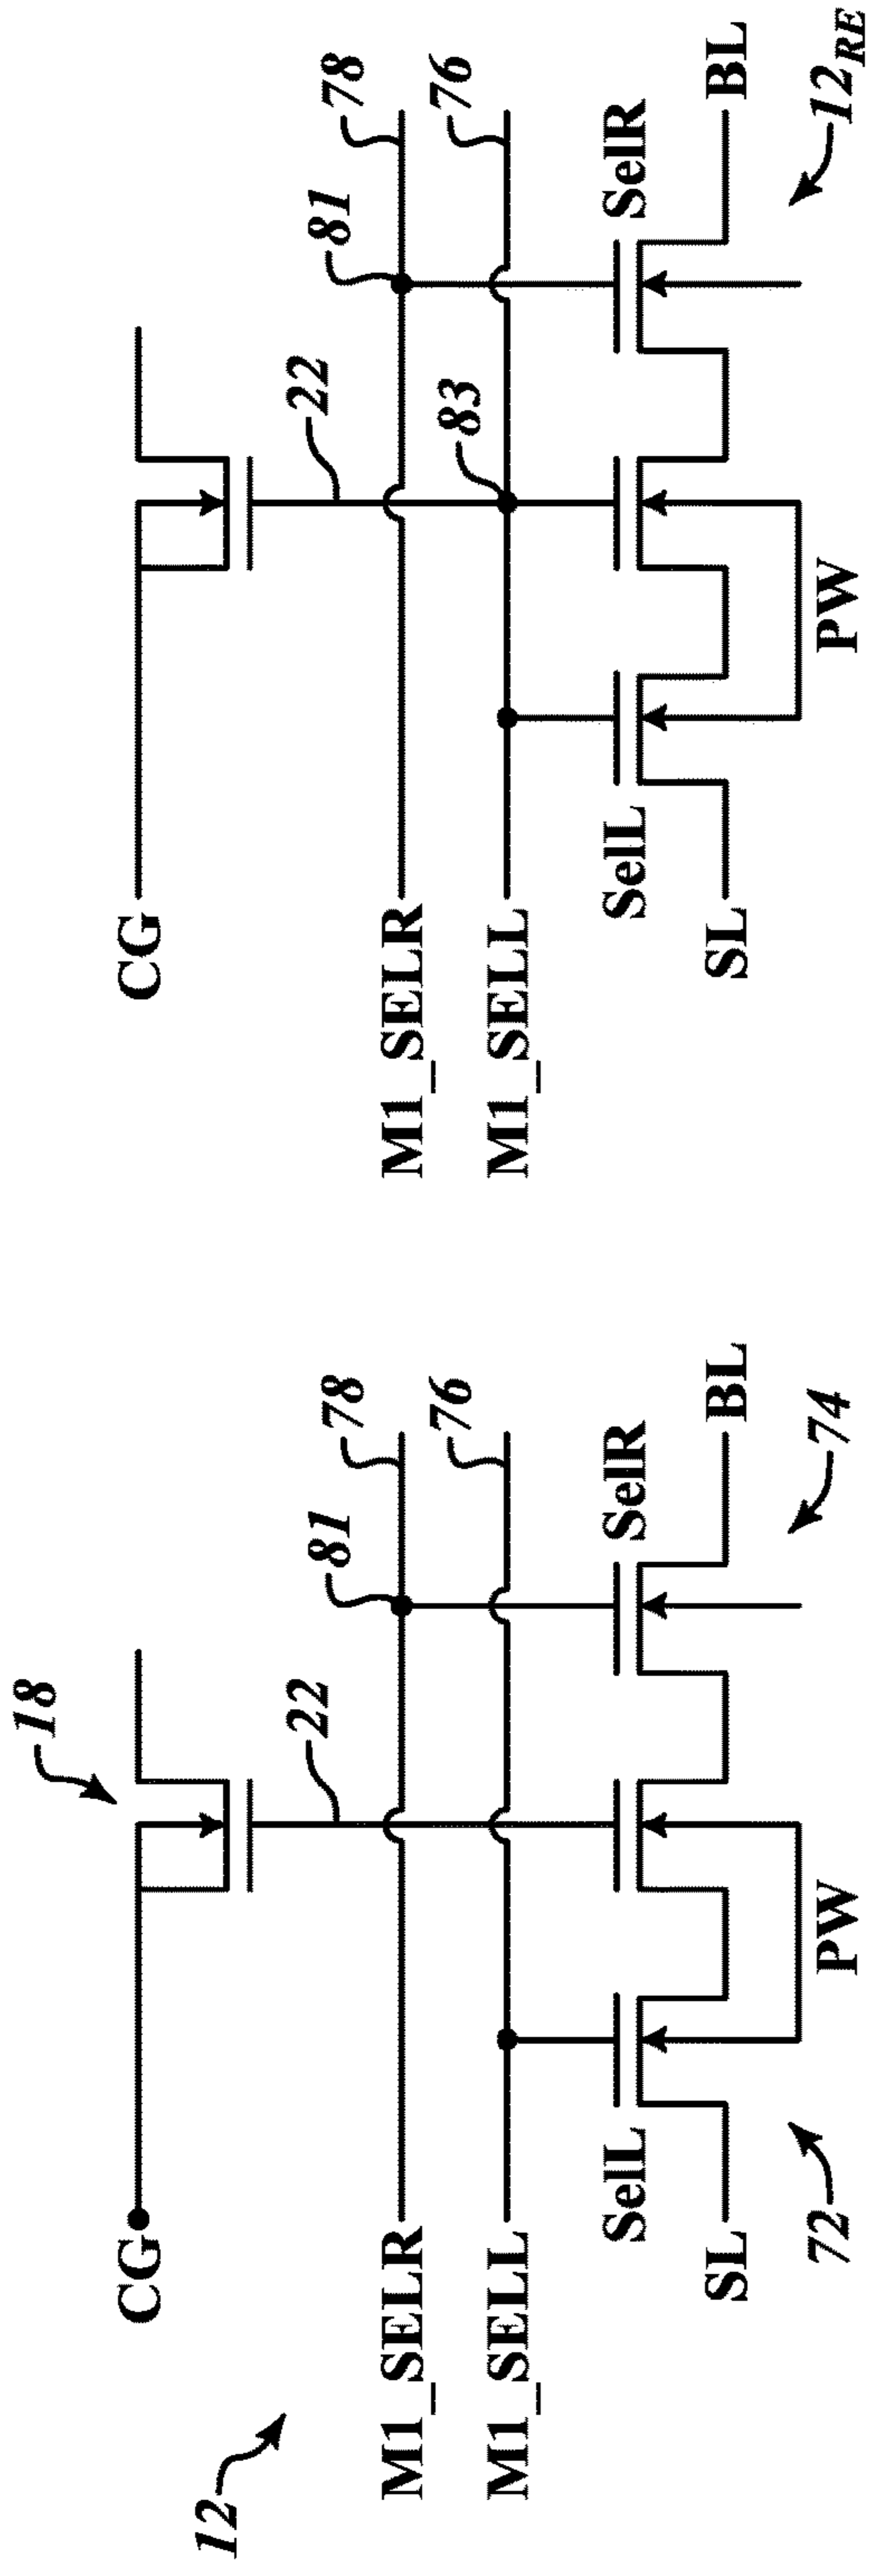 12
CG
18
22
81
78
76
M1_SELR
M1_SELL
SelL
SelR
SL
BL
PW
72
74
CG
22
83
81
78
76
M1_SELR
M1_SELL
SelL
SelR
SL
BL
PW
12RE